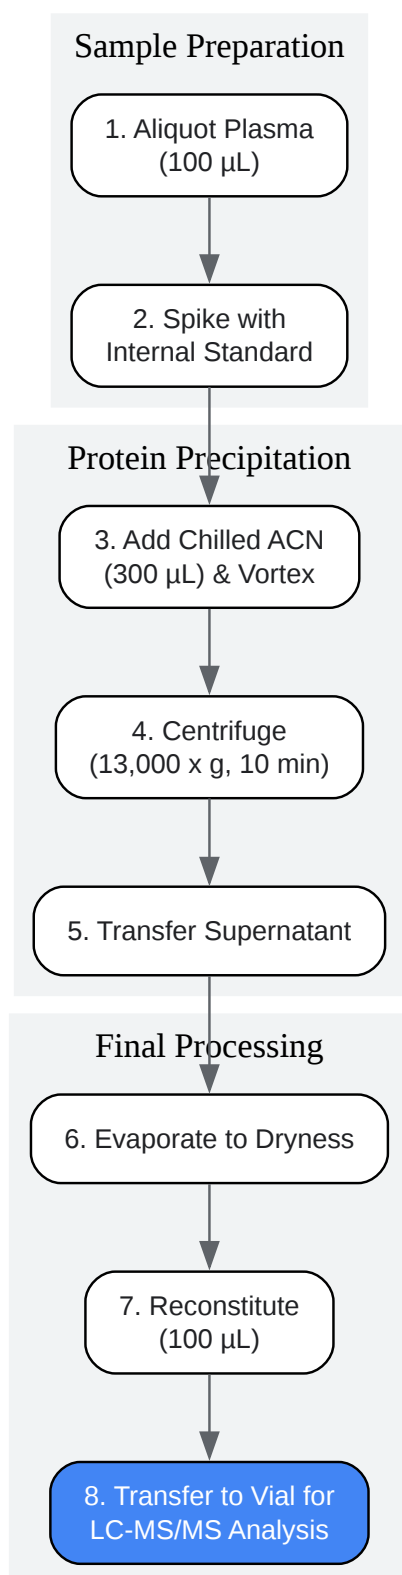 Sample Preparation
1. Aliquot Plasma
(100 µL)
2. Spike with
Internal Standard
Protein Precipitation
3. Add Chilled ACN
(300 µL) & Vortex
4. Centrifuge
(13,000 x g, 10 min)
5. Transfer Supernatant
Final Processing
6. Evaporate to Dryness
7. Reconstitute
(100 µL)
8. Transfer to Vial for
LC-MS/MS Analysis